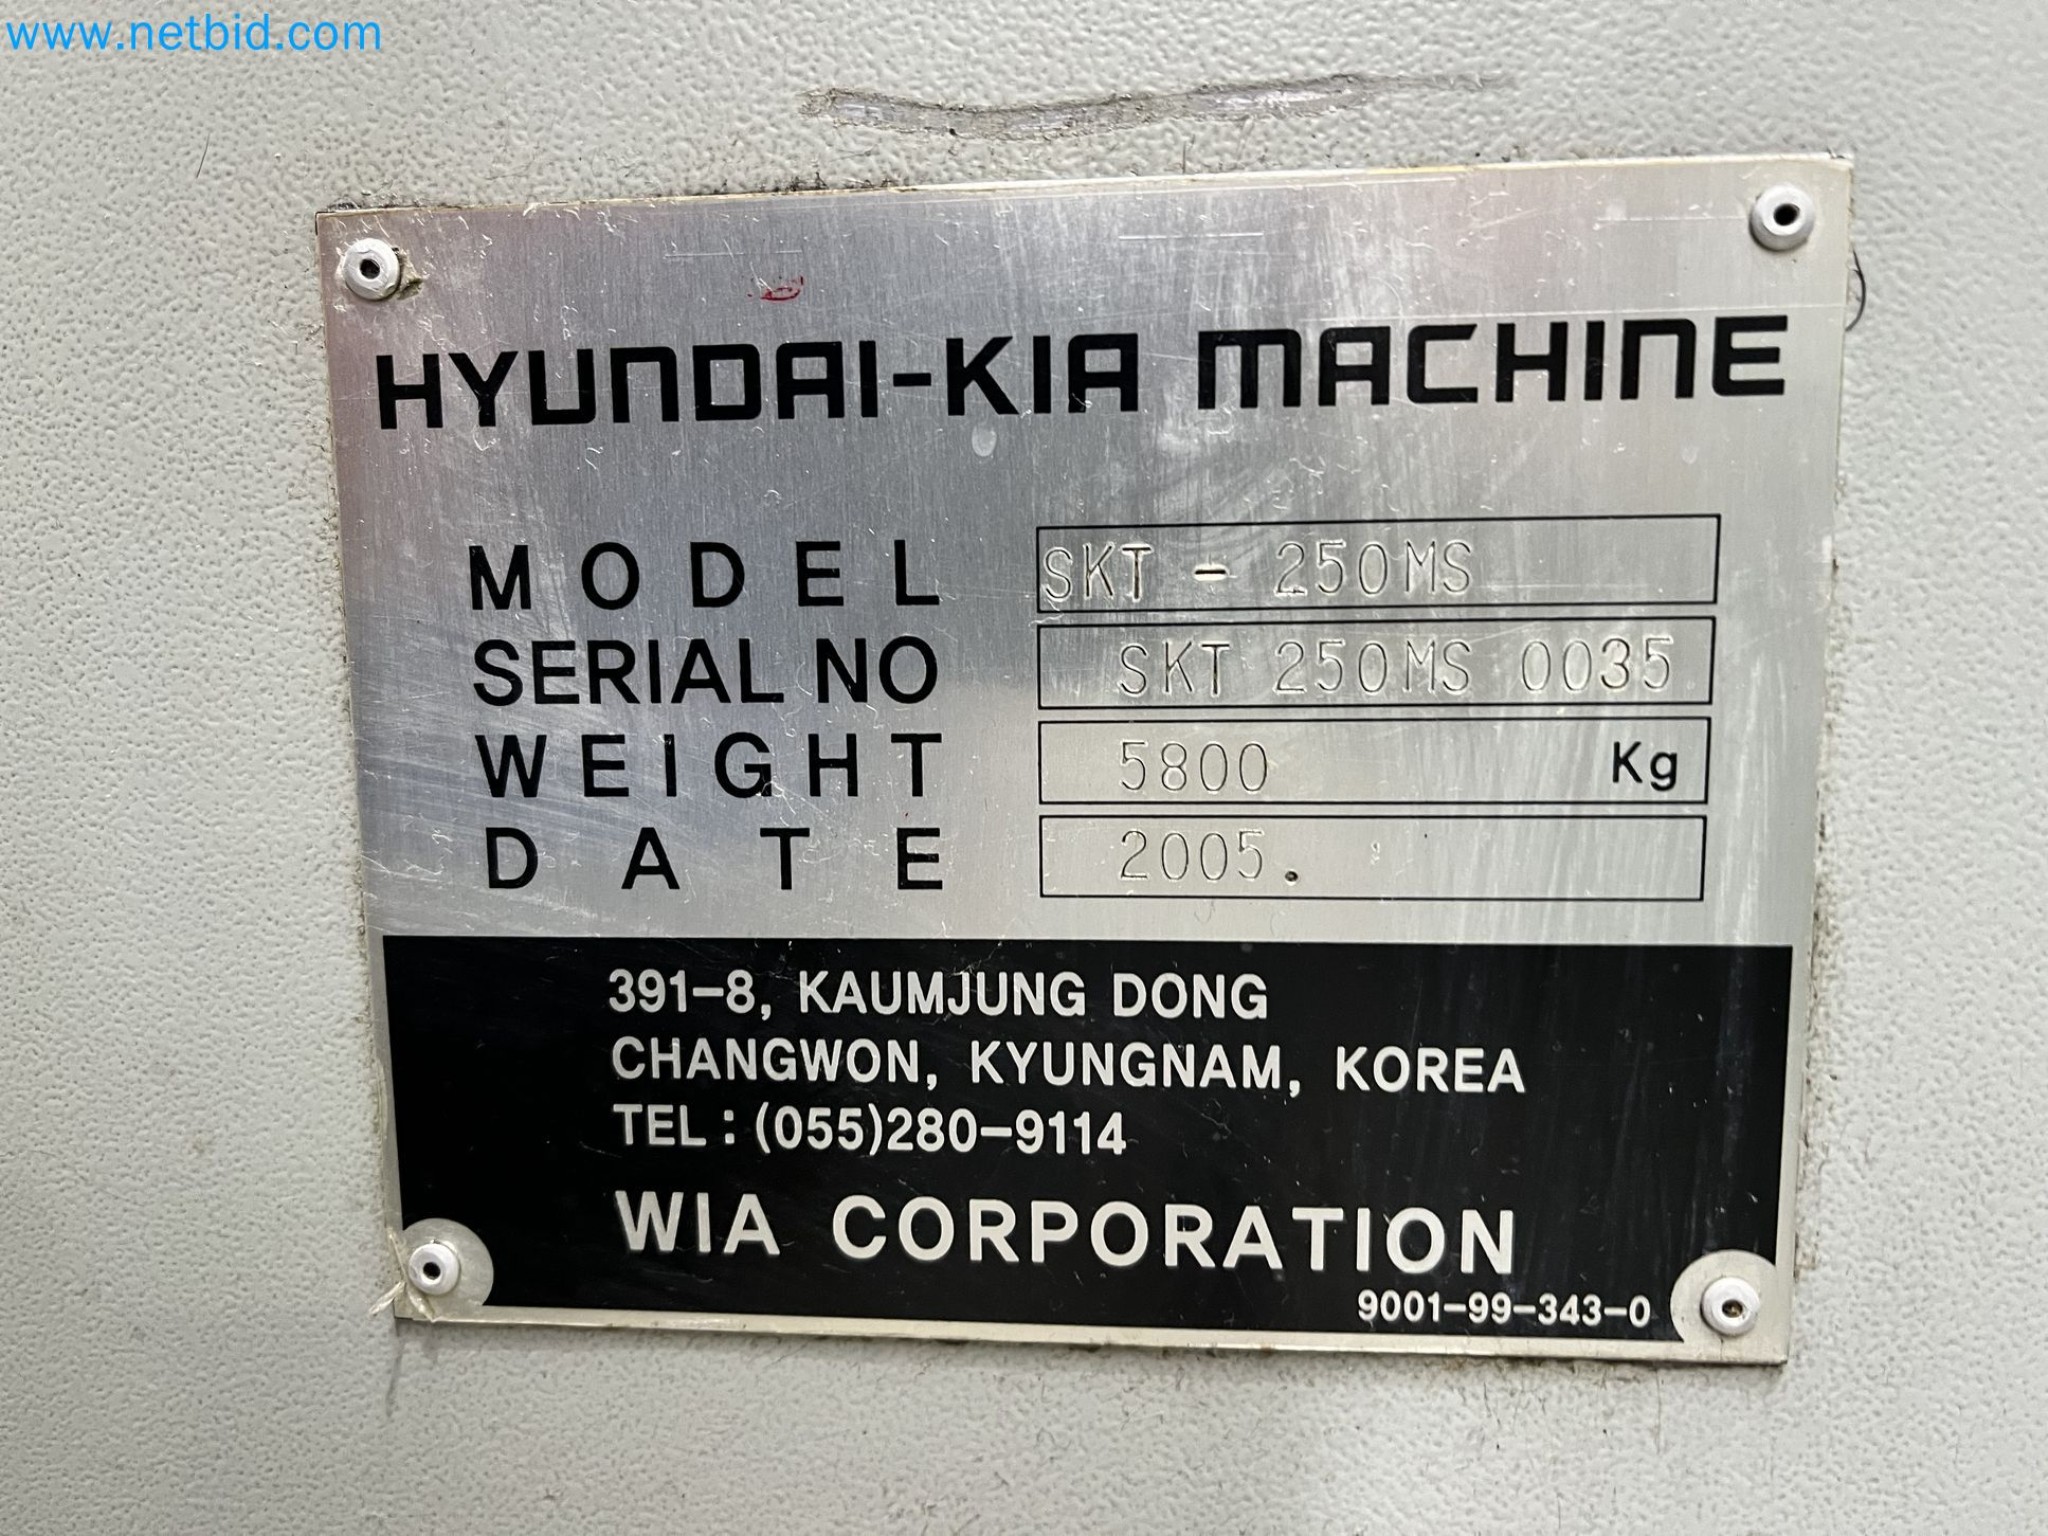 www.netbid.com
HYUNDAI-KIA MACHINE
MODEL SKT - 250MS
SERIAL NO SKT 250MS 0035
WEIGHT 5800 Kg
DATE 2005.
391-8, KAUMJUNG DONG
CHANGWON, KYUNGNAM, KOREA
TEL : (055)280-9114
WIA CORPORATION
9001-99-343-0